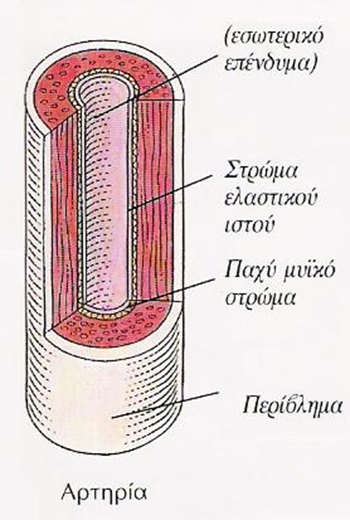 (εσωτερικό
επένδυμα)
Στρώμα
ελαστικού
ιστού
Παχύ μυϊκό
στρώμα
Περίβλημα
Αρτηρία